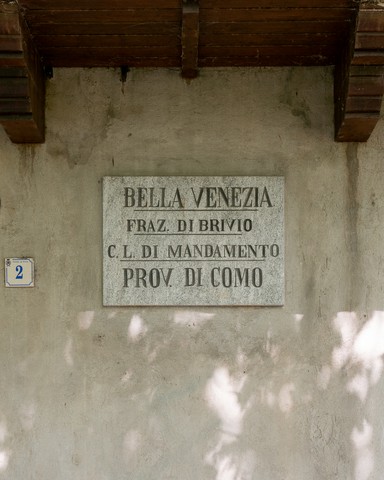 BELLA VENEZIA
FRAZ. DI BRIVIO
C. L. DI MANDAMENTO
PROV. DI COMO
2